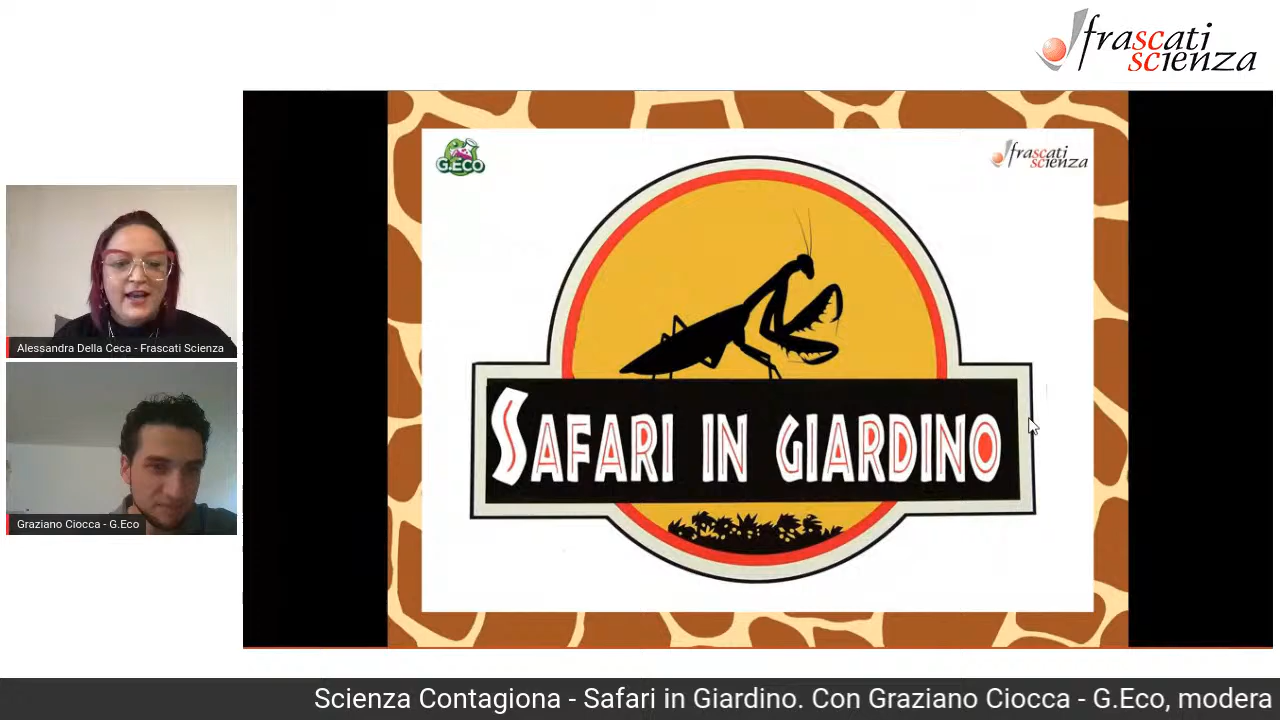 frascati
scienza
G.ECO
frascati
scienza
SAFARI IN GIARDINO
Alessandra Della Ceca - Frascati Scienza
Graziano Ciocca - G.Eco
Scienza Contagiona - Safari in Giardino. Con Graziano Ciocca - G.Eco, modera